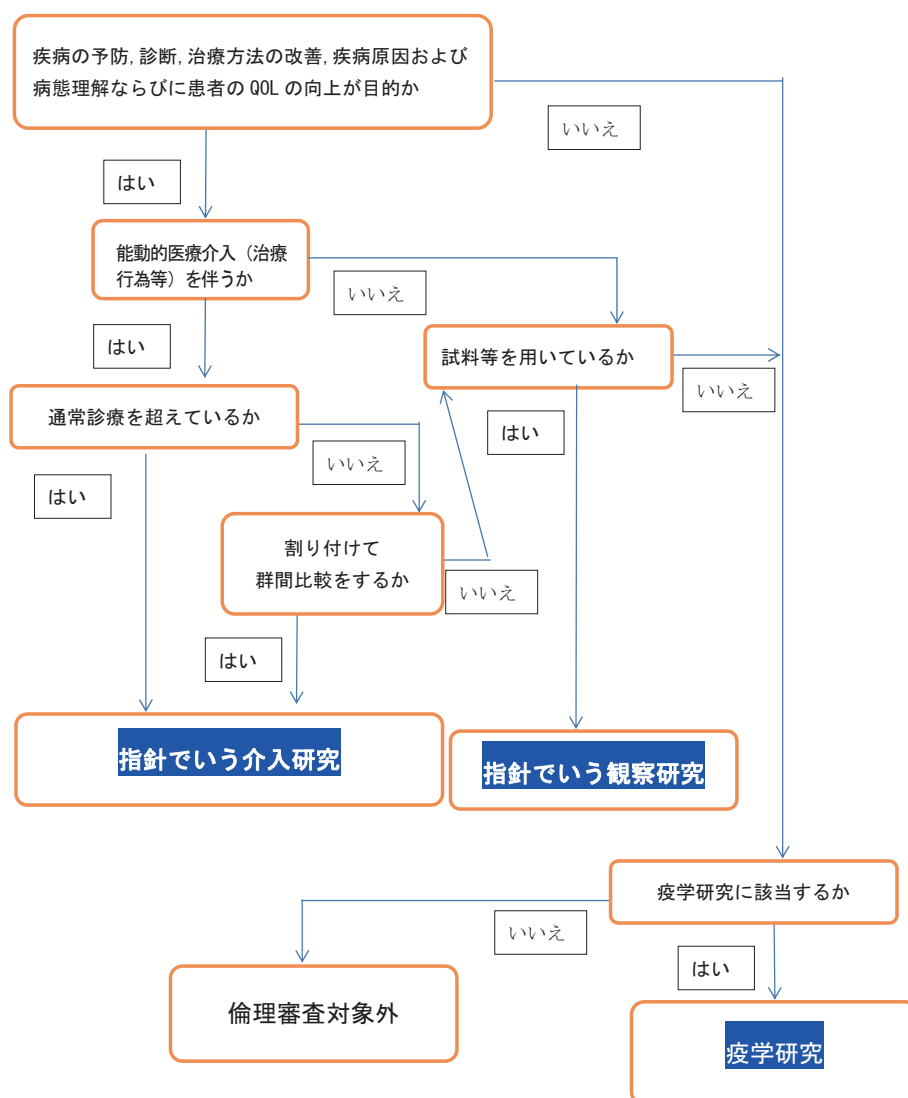 疾病の予防, 診断, 治療方法の改善, 疾病原因および
病態理解ならびに患者の QOL の向上が目的か
いいえ
はい
能動的医療介入（治療
行為等）を伴うか
いいえ
はい
試料等を用いているか
いいえ
通常診療を超えているか
はい
いいえ
はい
割り付けて
群間比較をするか
いいえ
はい
指針でいう介入研究
指針でいう観察研究
疫学研究に該当するか
いいえ
はい
倫理審査対象外
疫学研究